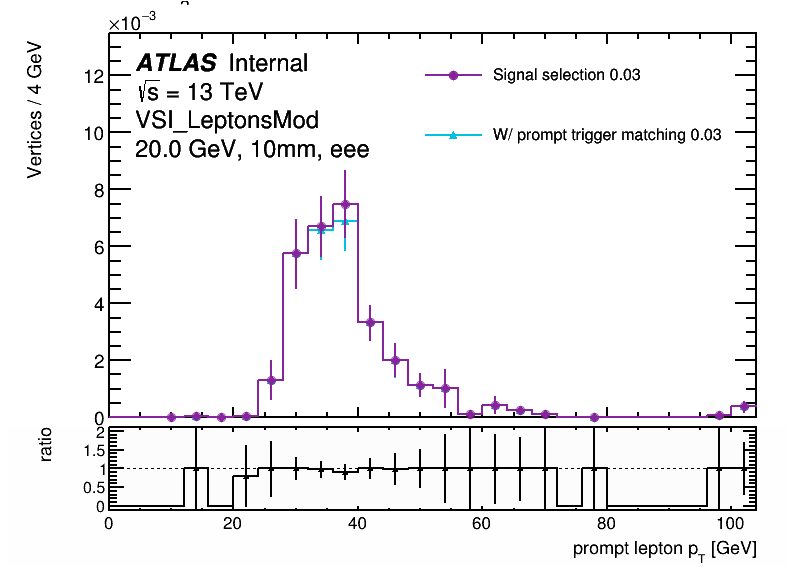 ×10⁻³
ATLAS Internal
√s = 13 TeV
VSI_LeptonsMod
20.0 GeV, 10mm, eee
Signal selection 0.03
W/ prompt trigger matching 0.03
Vertices / 4 GeV
12
10
8
6
4
2
0
ratio
2
1.5
1
0.5
0
0 20 40 60 80 100
prompt lepton p_T [GeV]